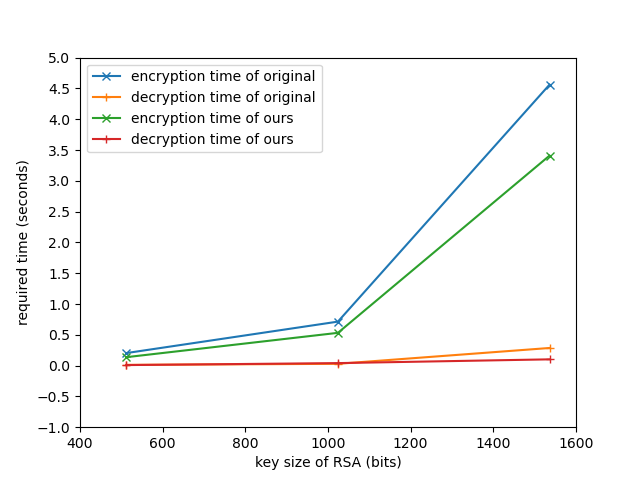 5.0
4.5
4.0
3.5
3.0
2.5
2.0
1.5
1.0
0.5
0.0
−0.5
−1.0
required time (seconds)
encryption time of original
decryption time of original
encryption time of ours
decryption time of ours
400 600 800 1000 1200 1400 1600
key size of RSA (bits)